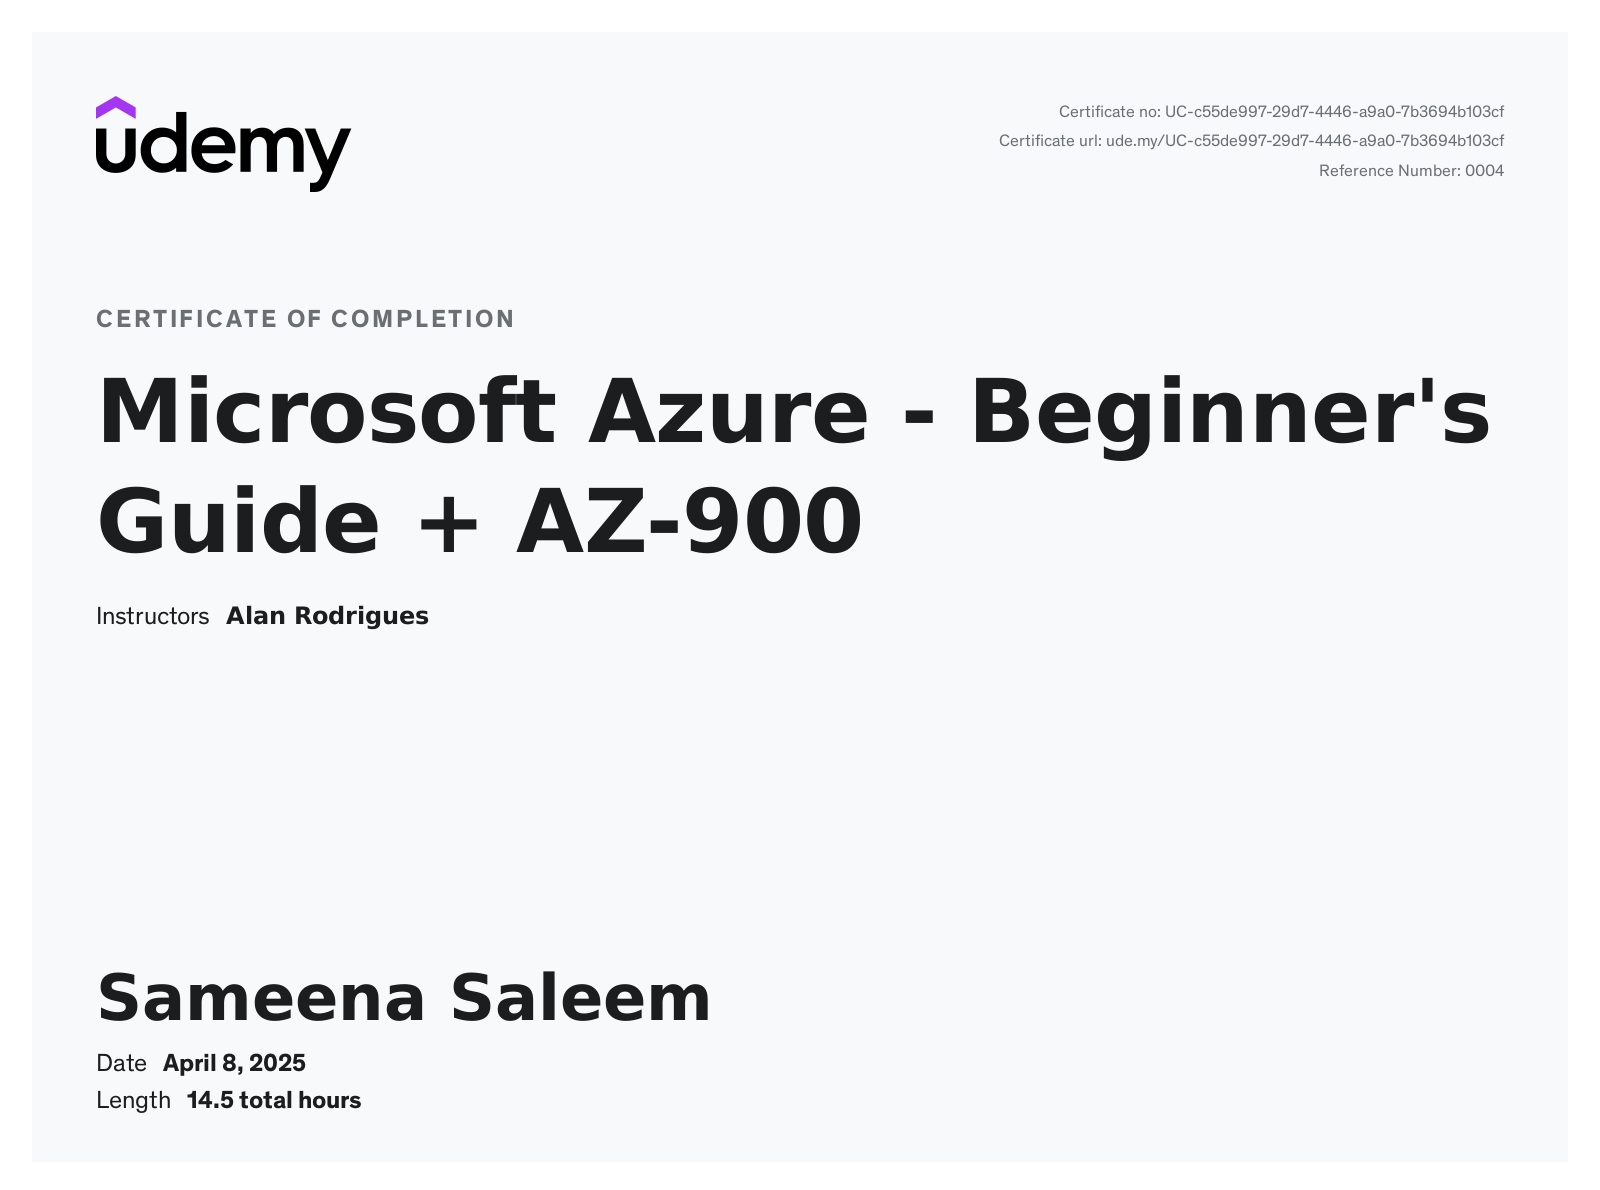 udemy
Certificate no: UC-c55de997-29d7-4446-a9a0-7b3694b103cf
Certificate url: ude.my/UC-c55de997-29d7-4446-a9a0-7b3694b103cf
Reference Number: 0004
CERTIFICATE OF COMPLETION
Microsoft Azure - Beginner's
Guide + AZ-900
Instructors Alan Rodrigues
Sameena Saleem
Date April 8, 2025
Length 14.5 total hours